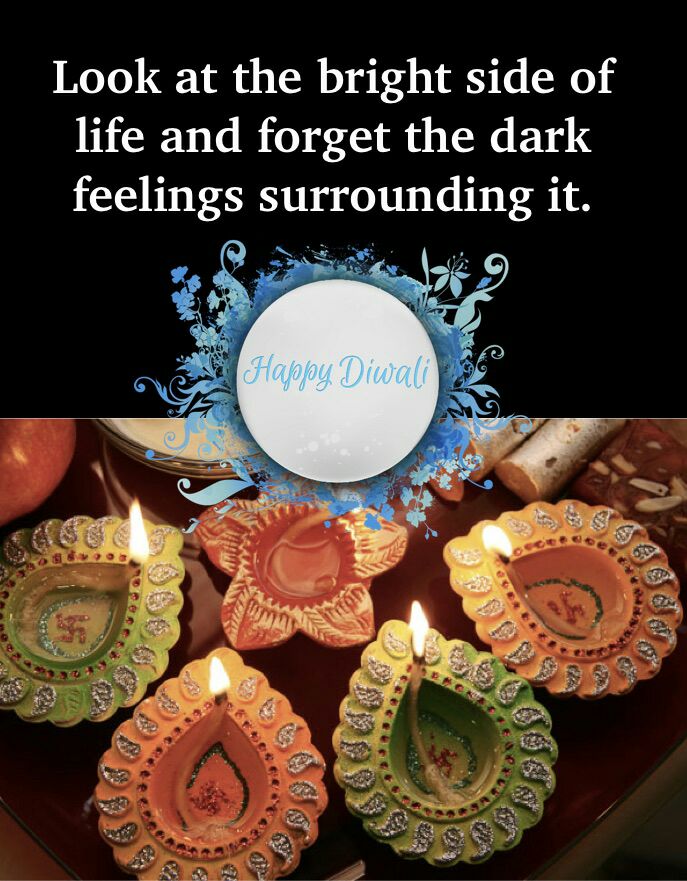 Look at the bright side of
life and forget the dark
feelings surrounding it.
Happy Diwali